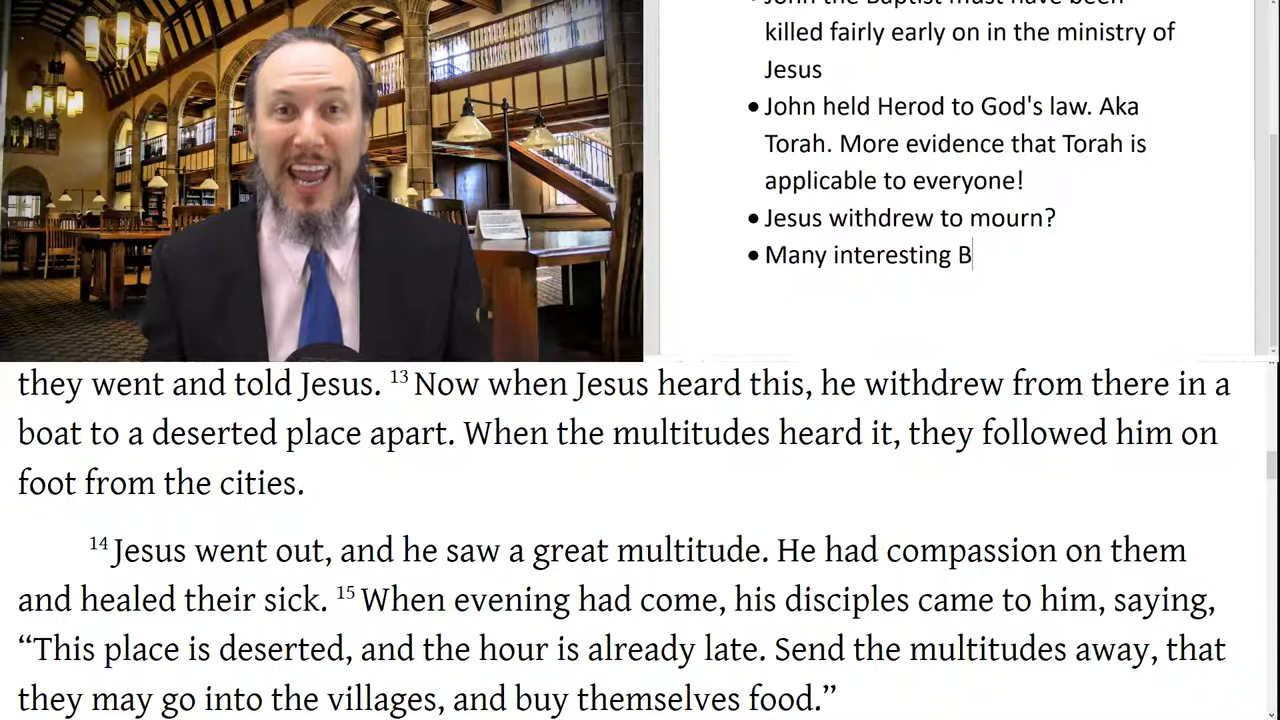 killed fairly early on in the ministry of
Jesus
• John held Herod to God's law. Aka
Torah. More evidence that Torah is
applicable to everyone!
• Jesus withdrew to mourn?
• Many interesting B
they went and told Jesus. 13 Now when Jesus heard this, he withdrew from there in a
boat to a deserted place apart. When the multitudes heard it, they followed him on
foot from the cities.
14 Jesus went out, and he saw a great multitude. He had compassion on them
and healed their sick. 15 When evening had come, his disciples came to him, saying,
“This place is deserted, and the hour is already late. Send the multitudes away, that
they may go into the villages, and buy themselves food.”